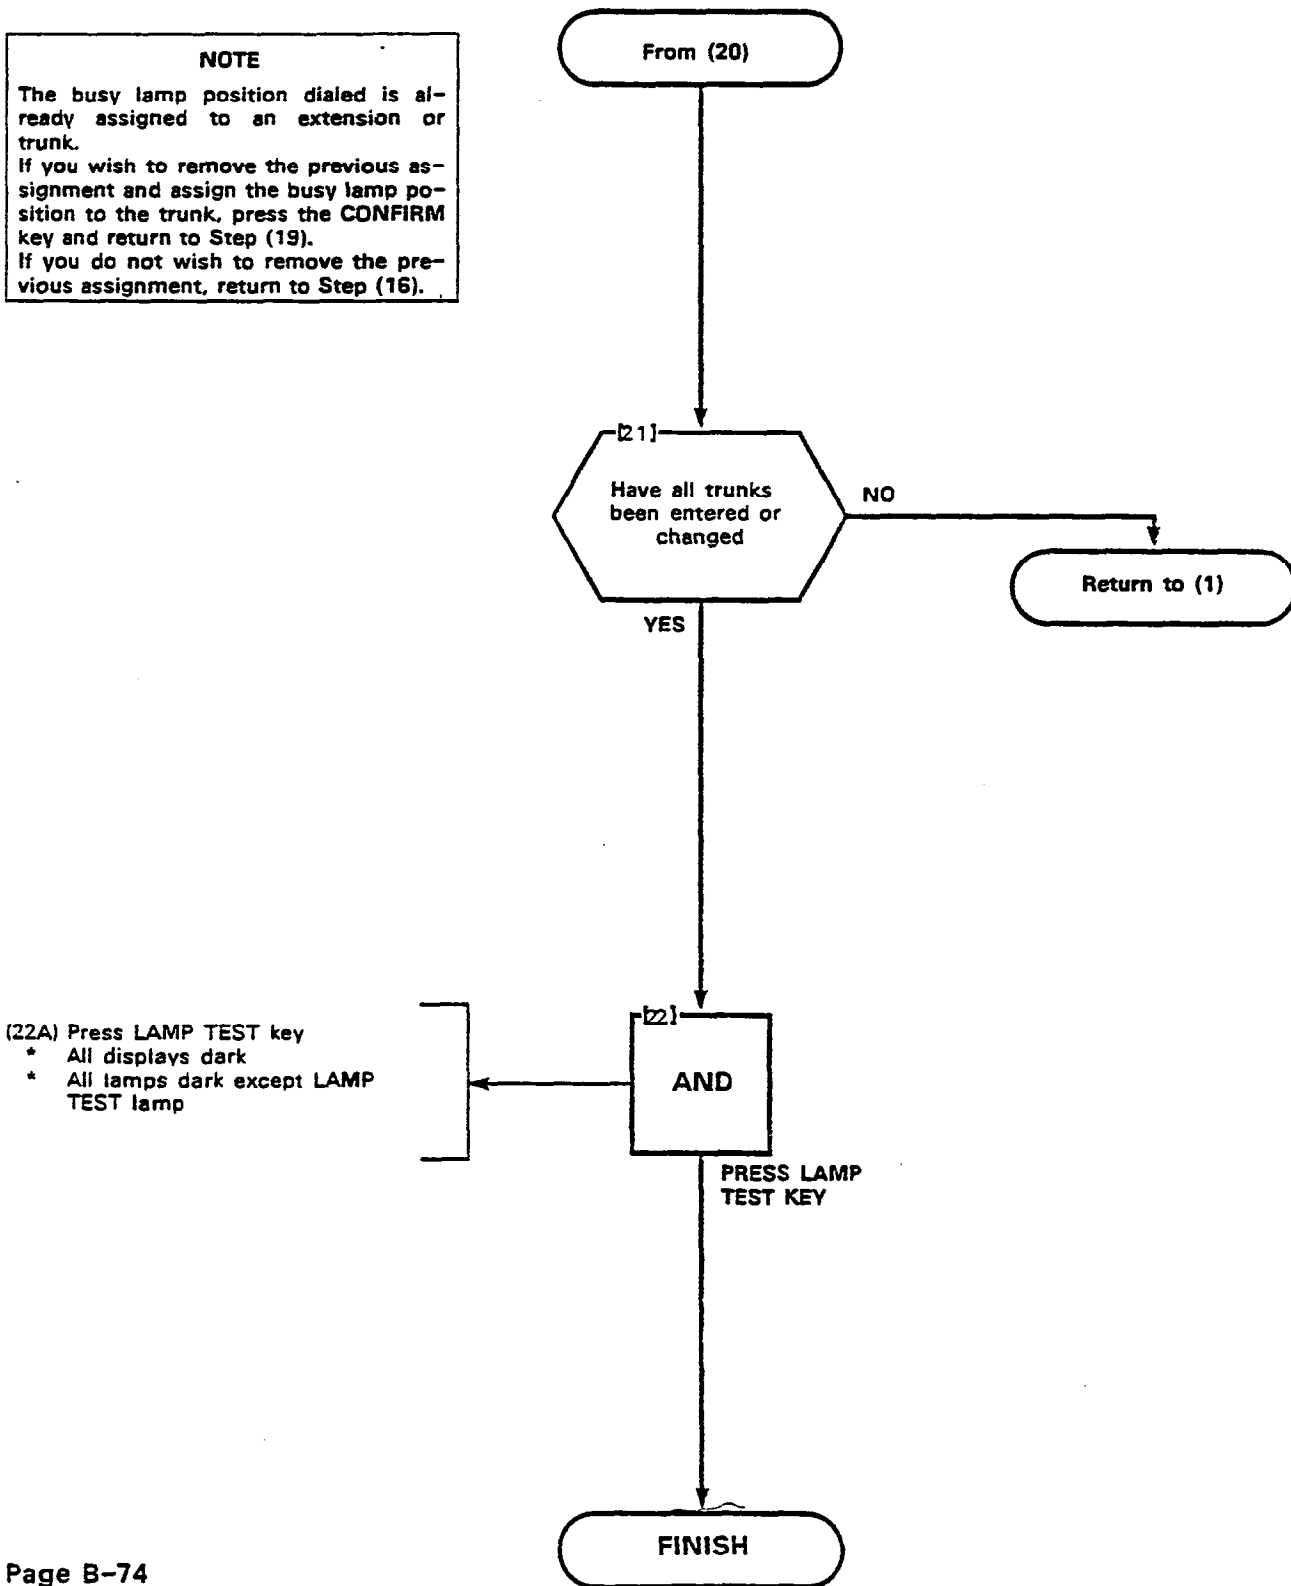 NOTE
The busy lamp position dialed is al-
ready assigned to an extension or
trunk.
If you wish to remove the previous as-
signment and assign the busy lamp po-
sition to the trunk, press the CONFIRM
key and return to Step (19).
If you do not wish to remove the pre-
vious assignment, return to Step (16).
From (20)
[21]
Have all trunks
been entered or
changed
NO
Return to (1)
YES
[22]
AND
(22A) Press LAMP TEST key
* All displays dark
* All lamps dark except LAMP
TEST lamp
PRESS LAMP
TEST KEY
FINISH
Page B-74